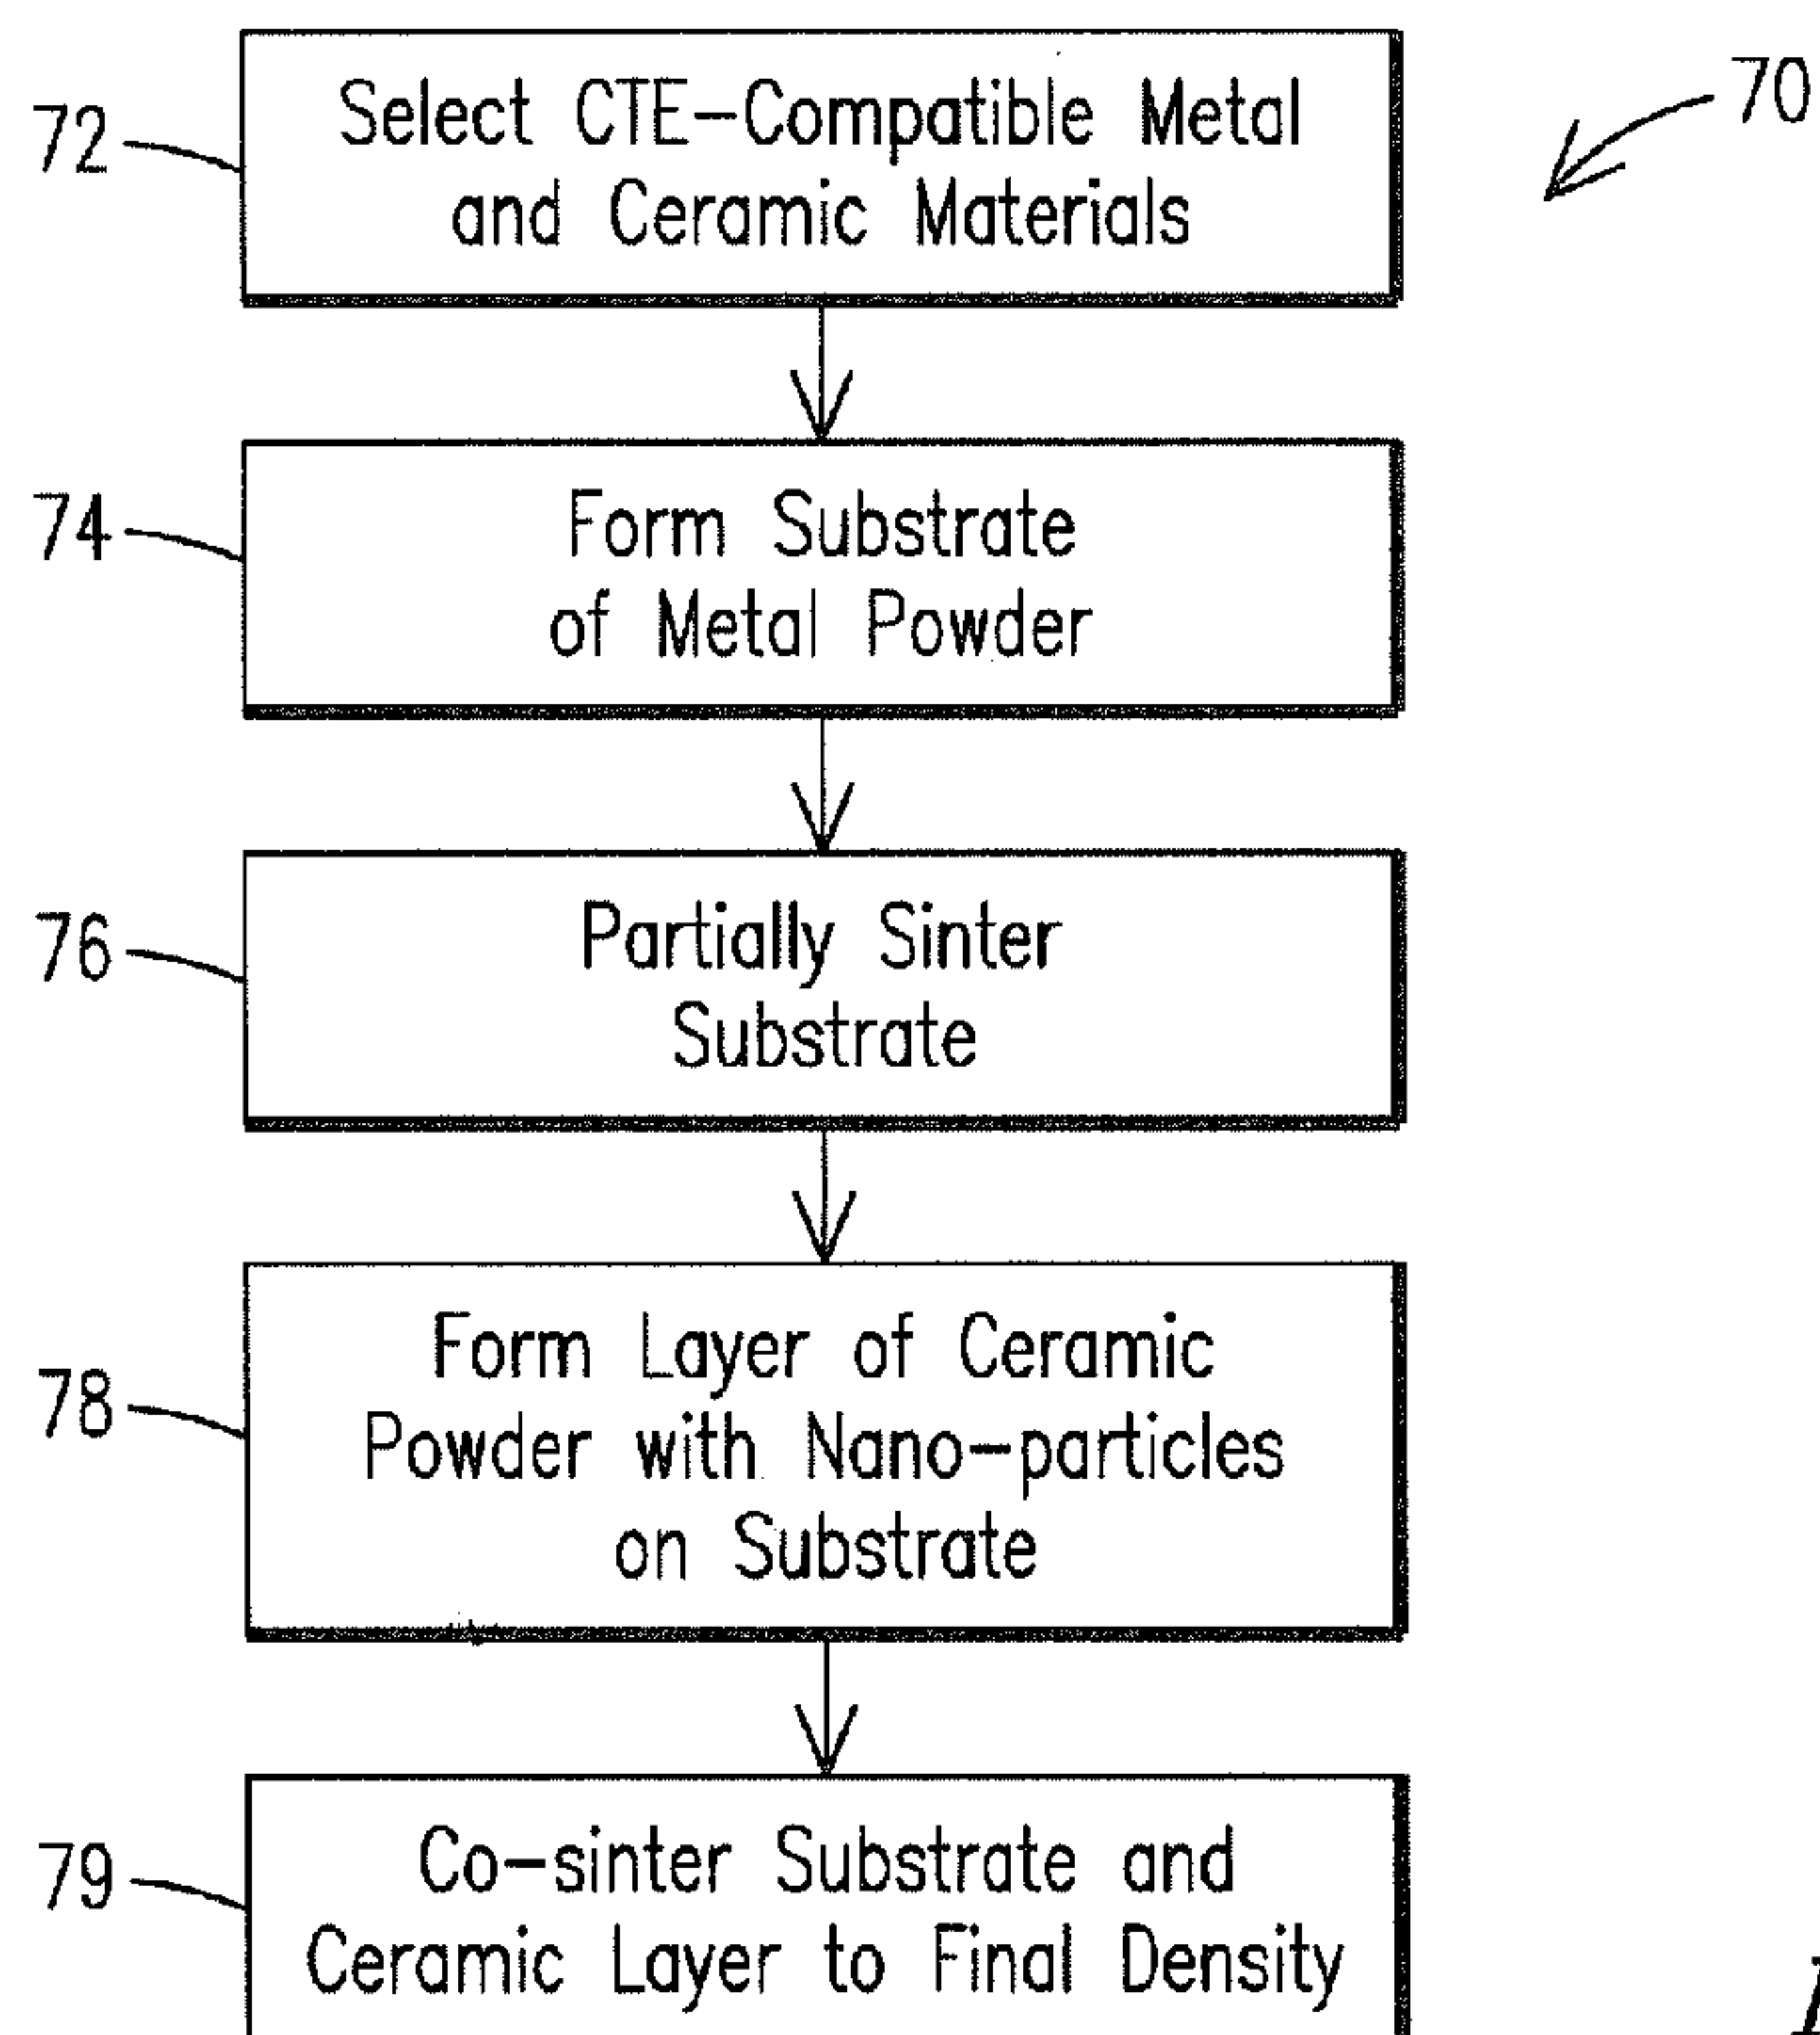 70
72
Select CTE-Compatible Metal
and Ceramic Materials
74
Form Substrate
of Metal Powder
76
Partially Sinter
Substrate
78
Form Layer of Ceramic
Powder with Nano-particles
on Substrate
79
Co-sinter Substrate and
Ceramic Layer to Final Density